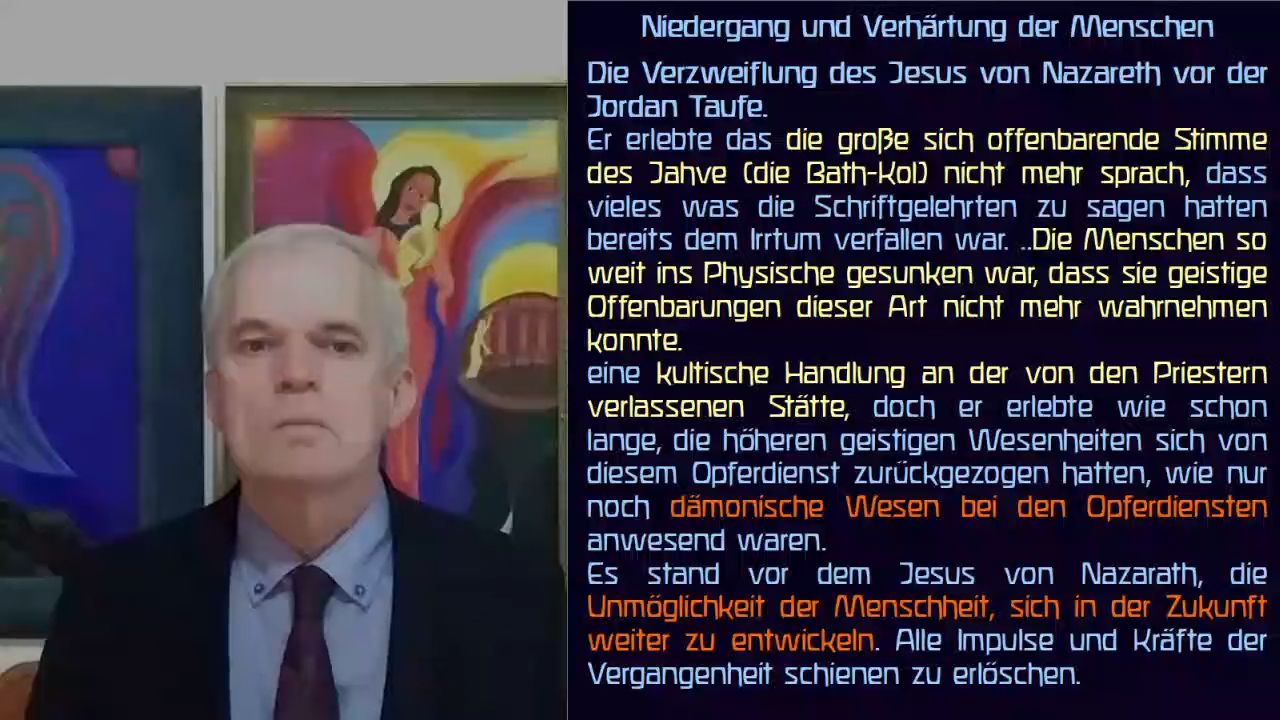 Niedergang und Verhärtung der Menschen
Die Verzweiflung des Jesus von Nazareth vor der
Jordan Taufe.
Er erlebte das die große sich offenbarende Stimme
des Jahve (die Bath-Kol) nicht mehr sprach, dass
vieles was die Schriftgelehrten zu sagen hatten
bereits dem Irrtum verfallen war. ..Die Menschen so
weit ins Physische gesunken war, dass sie geistige
Offenbarungen dieser Art nicht mehr wahrnehmen
konnte.
eine kultische Handlung an der von den Priestern
verlassenen Stätte, doch er erlebte wie schon
lange, die höheren geistigen Wesenheiten sich von
diesem Opferdienst zurückgezogen hatten, wie nur
noch dämonische Wesen bei den Opferdiensten
anwesend waren.
Es stand vor dem Jesus von Nazarath, die
Unmöglichkeit der Menschheit, sich in der Zukunft
weiter zu entwickeln. Alle Impulse und Kräfte der
Vergangenheit schienen zu erlöschen.